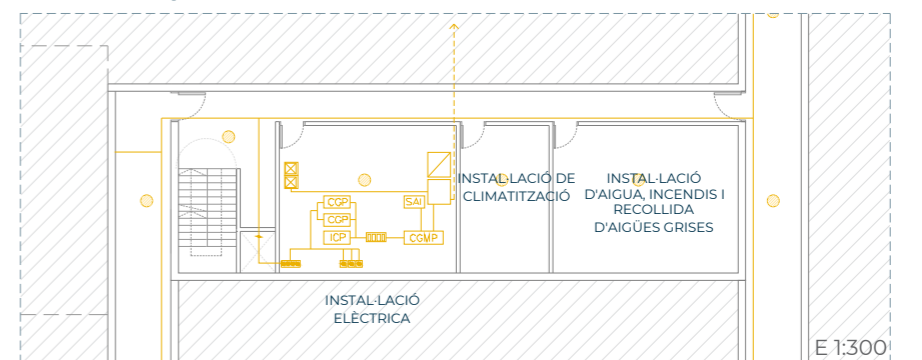 INSTAL·LACIÓ DE
CLIMATITZACIÓ
INSTAL·LACIÓ
D'AIGUA, INCENDIS I
RECOLLIDA
D'AIGÜES GRISES
CGP
SAI
CGP
ICP
CGMP
INSTAL·LACIÓ
ELÈCTRICA
E 1:300